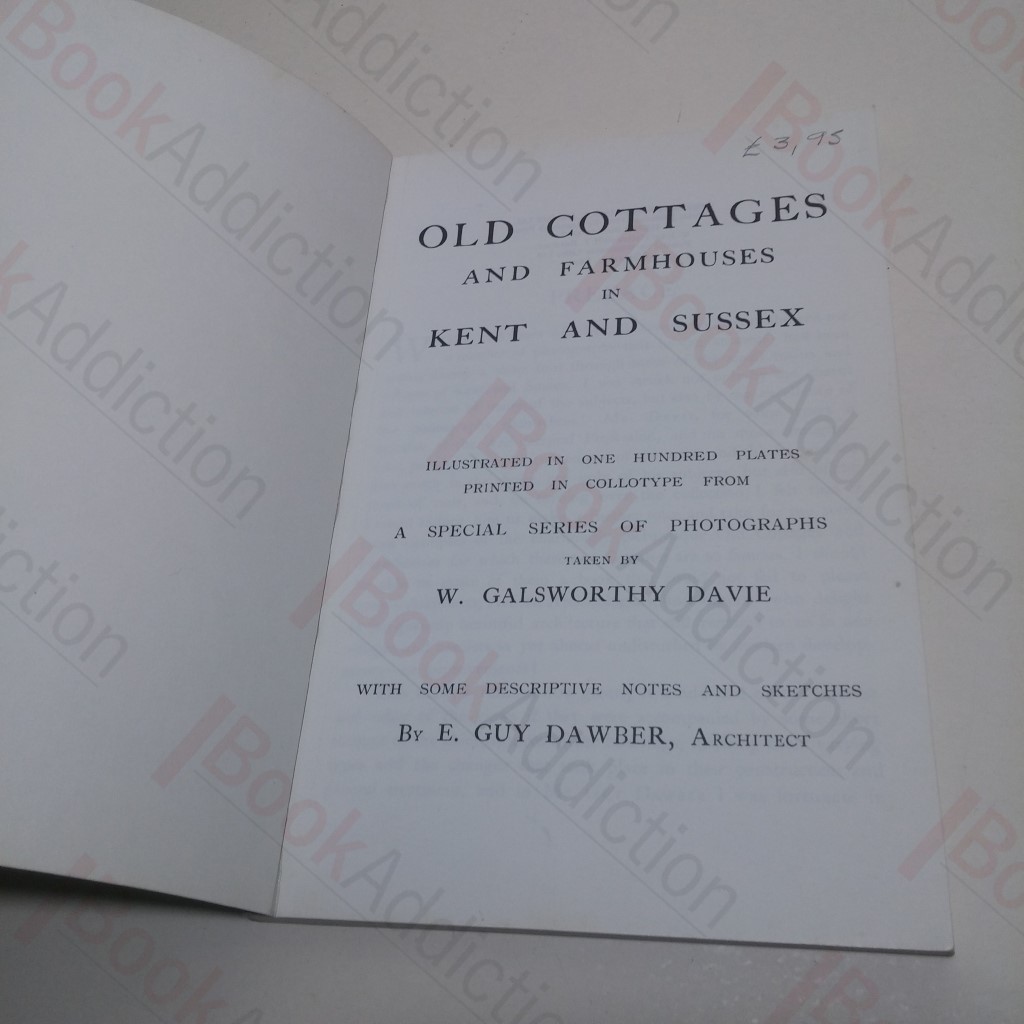 £3,95
OLD COTTAGES
AND FARMHOUSES
IN
KENT AND SUSSEX
ILLUSTRATED IN ONE HUNDRED PLATES
PRINTED IN COLLOTYPE FROM
A SPECIAL SERIES OF PHOTOGRAPHS
TAKEN BY
W. GALSWORTHY DAVIE
WITH SOME DESCRIPTIVE NOTES AND SKETCHES
By E. GUY DAWBER, Architect
BookAddiction